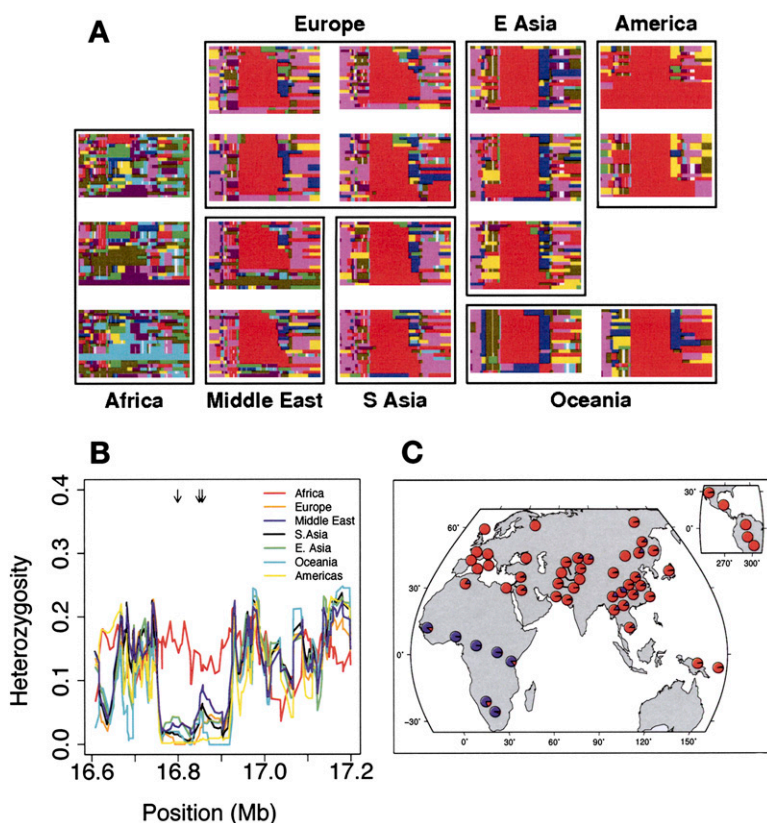 A
Europe
E Asia
America
Africa
Middle East
S Asia
Oceania
B
Heterozygosity
0.4
0.3
0.2
0.1
0.0
Africa
Europe
Middle East
S.Asia
E. Asia
Oceania
Americas
16.6
16.8
17.0
17.2
Position (Mb)
C
30˚
0˚
270˚
300˚
60˚
30˚
0˚
-30˚
0˚
30˚
60˚
90˚
120˚
150˚